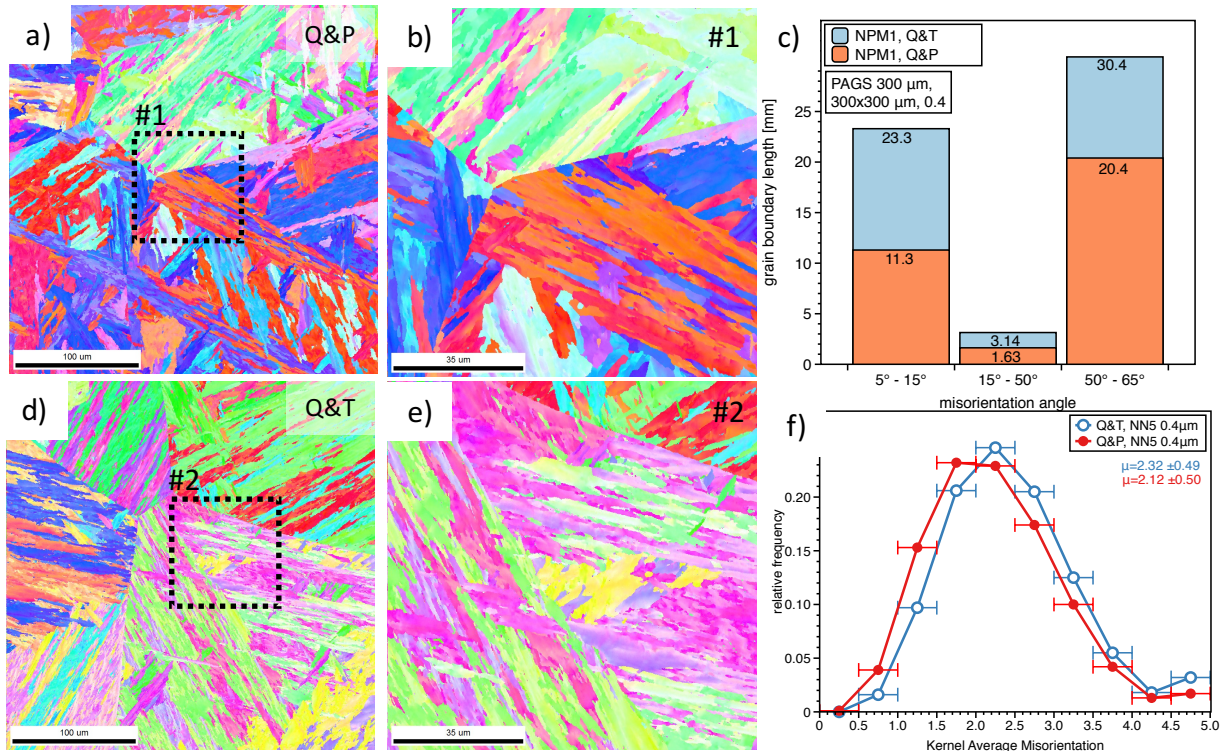 a)
Q&P
#1
100 um
b)
#1
35 um
c)
NPM1, Q&T
NPM1, Q&P
PAGS 300 µm,
300x300 µm, 0.4
grain boundary length [mm]
25
20
15
10
5
0
23.3
11.3
3.14
1.63
30.4
20.4
5° - 15°
15° - 50°
50° - 65°
misorientation angle
d)
Q&T
#2
100 um
e)
#2
35 um
f)
Q&T, NN5 0.4µm
Q&P, NN5 0.4µm
µ=2.32 ±0.49
µ=2.12 ±0.50
relative frequency
0.20
0.15
0.10
0.05
0
0 0.5 1.0 1.5 2.0 2.5 3.0 3.5 4.0 4.5 5.0
Kernel Average Misorientation